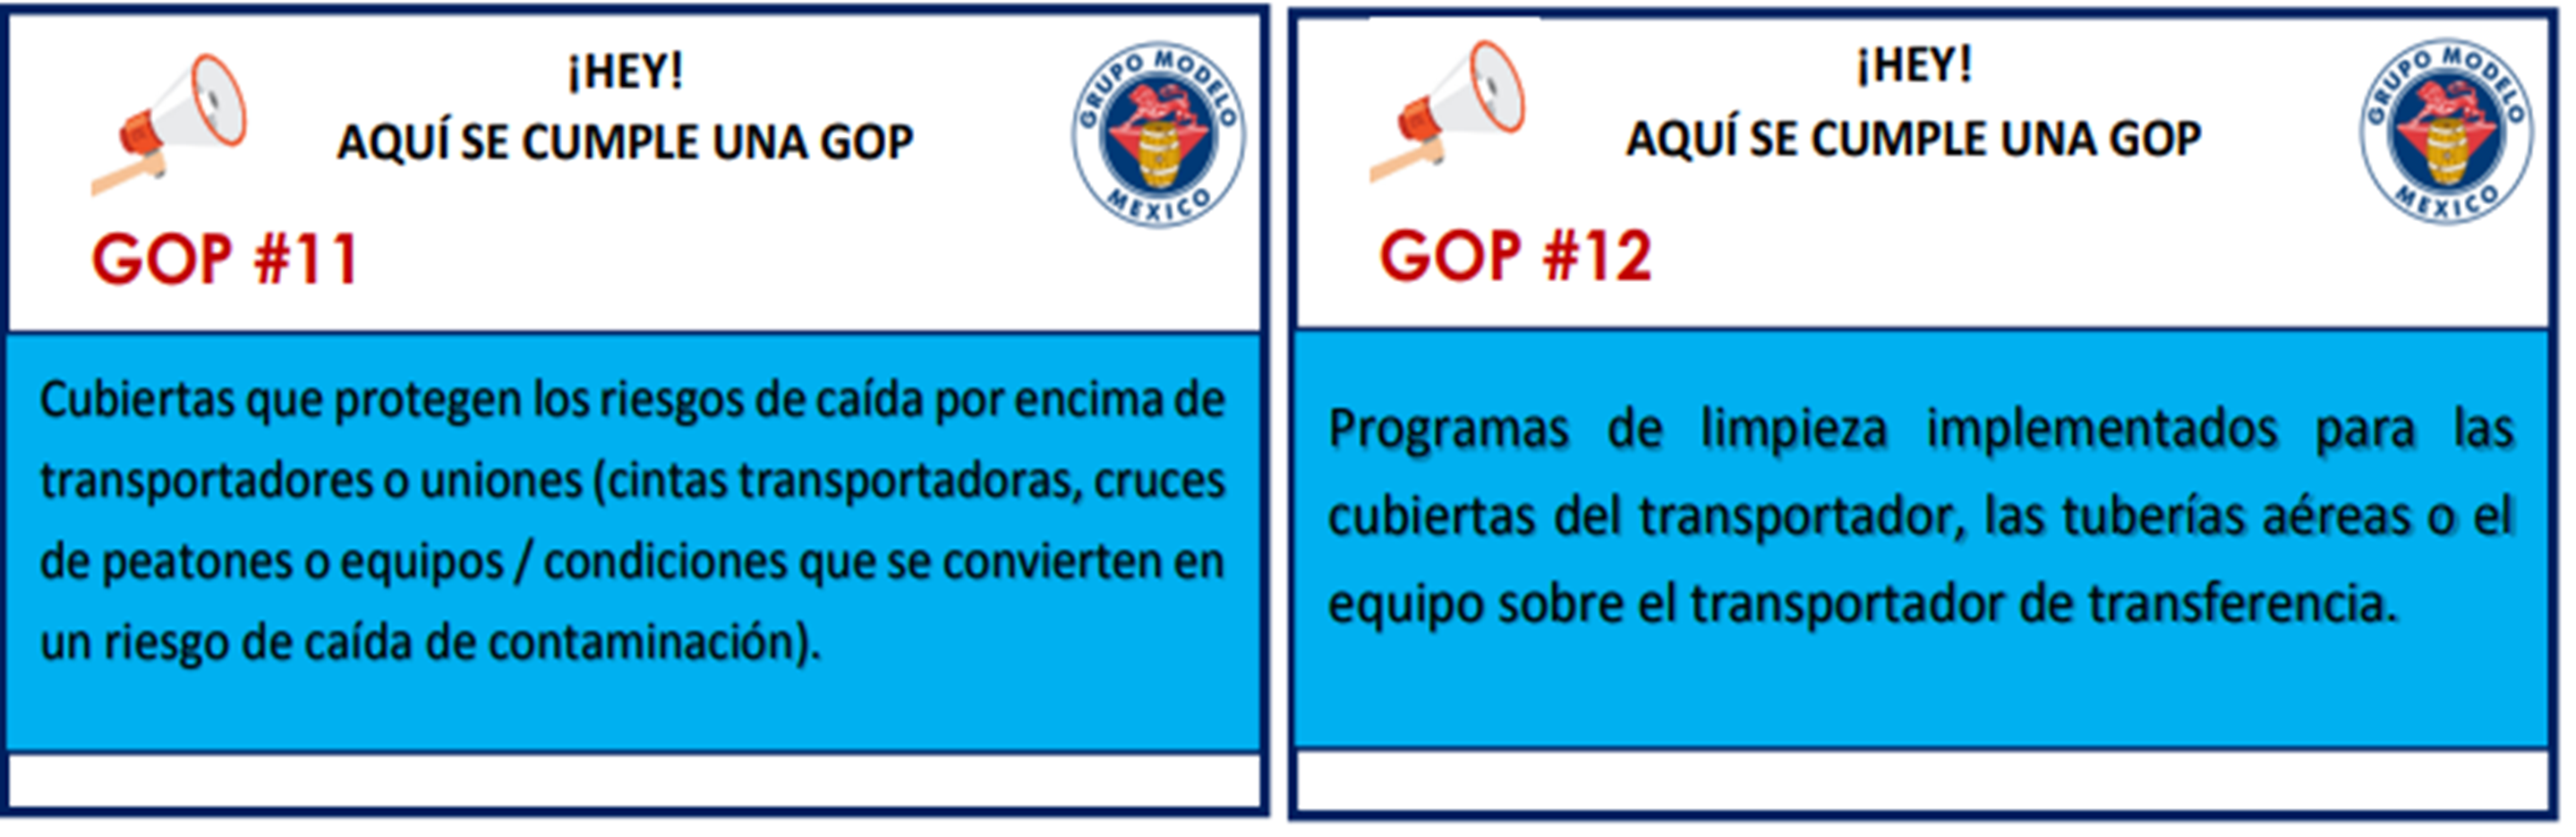 ¡HEY!
AQUÍ SE CUMPLE UNA GOP
GRUPO MODELO
MEXICO
GOP #11
Cubiertas que protegen los riesgos de caída por encima de
transportadores o uniones (cintas transportadoras, cruces
de peatones o equipos / condiciones que se convierten en
un riesgo de caída de contaminación).
¡HEY!
AQUÍ SE CUMPLE UNA GOP
GRUPO MODELO
MEXICO
GOP #12
Programas de limpieza implementados para las
cubiertas del transportador, las tuberías aéreas o el
equipo sobre el transportador de transferencia.